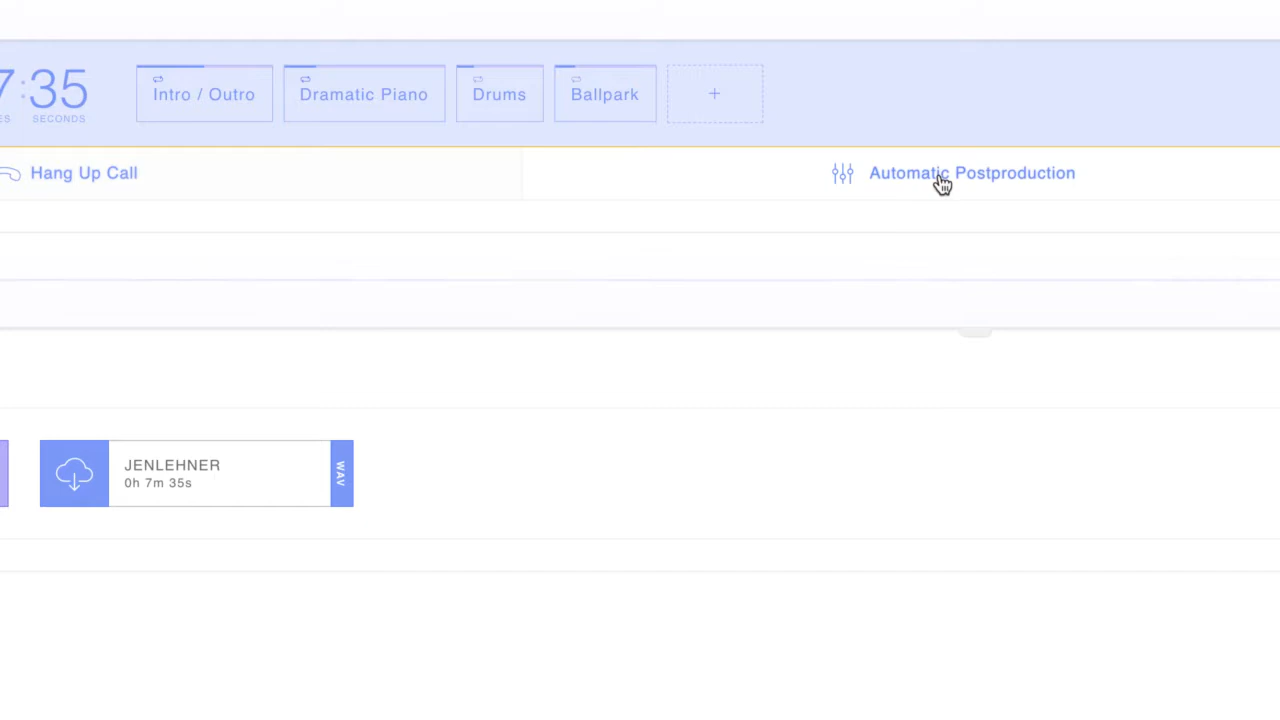 7:35
ES SECONDS
Intro / Outro
Dramatic Piano
Drums
Ballpark
+
Hang Up Call
Automatic Postproduction
JENLEHNER
0h 7m 35s
WAV